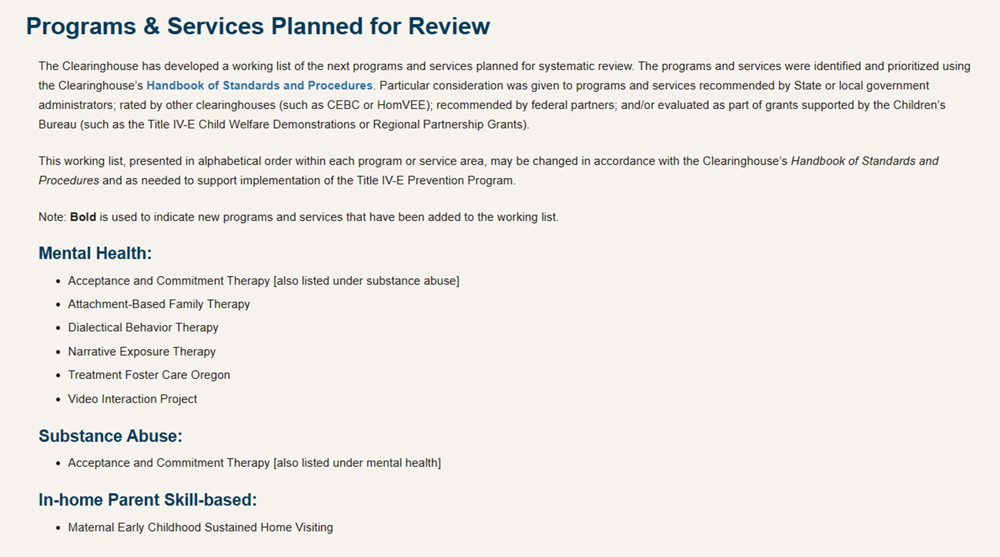 Programs & Services Planned for Review
The Clearinghouse has developed a working list of the next programs and services planned for systematic review. The programs and services were identified and prioritized using
the Clearinghouse’s Handbook of Standards and Procedures. Particular consideration was given to programs and services recommended by State or local government
administrators; rated by other clearinghouses (such as CEBC or HomVEE); recommended by federal partners; and/or evaluated as part of grants supported by the Children’s
Bureau (such as the Title IV-E Child Welfare Demonstrations or Regional Partnership Grants).
This working list, presented in alphabetical order within each program or service area, may be changed in accordance with the Clearinghouse’s Handbook of Standards and
Procedures and as needed to support implementation of the Title IV-E Prevention Program.
Note: Bold is used to indicate new programs and services that have been added to the working list.
Mental Health:
• Acceptance and Commitment Therapy [also listed under substance abuse]
• Attachment-Based Family Therapy
• Dialectical Behavior Therapy
• Narrative Exposure Therapy
• Treatment Foster Care Oregon
• Video Interaction Project
Substance Abuse:
• Acceptance and Commitment Therapy [also listed under mental health]
In-home Parent Skill-based:
• Maternal Early Childhood Sustained Home Visiting